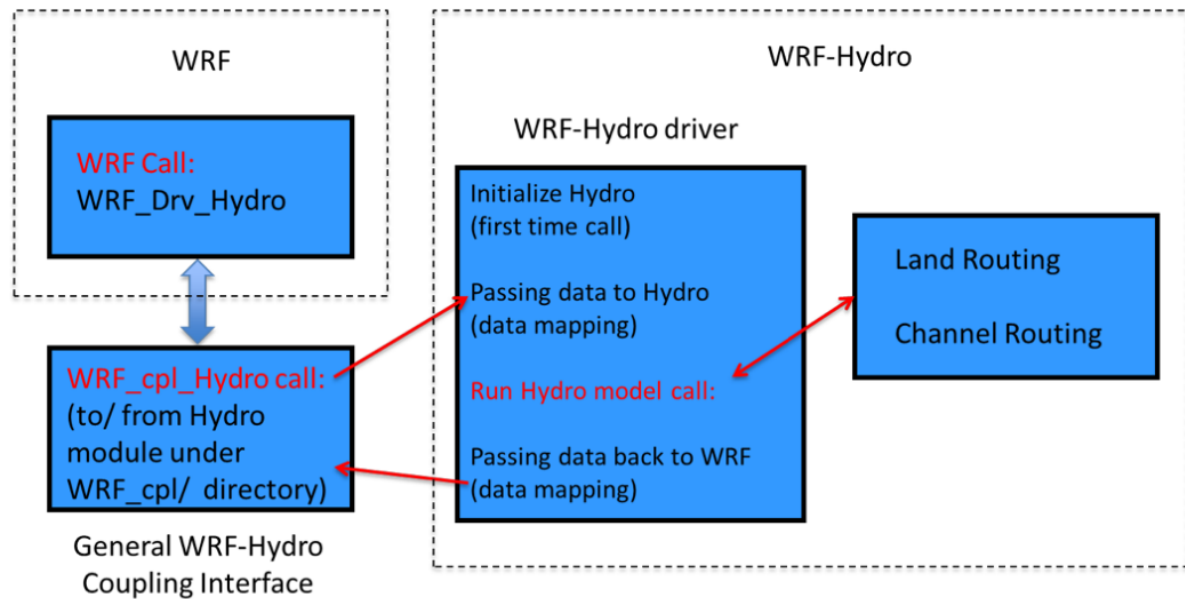 WRF
WRF Call:
WRF_Drv_Hydro
WRF_cpl_Hydro call:
(to/ from Hydro
module under
WRF_cpl/ directory)
General WRF-Hydro
Coupling Interface
WRF-Hydro
WRF-Hydro driver
Initialize Hydro
(first time call)
Passing data to Hydro
(data mapping)
Run Hydro model call:
Passing data back to WRF
(data mapping)
Land Routing
Channel Routing